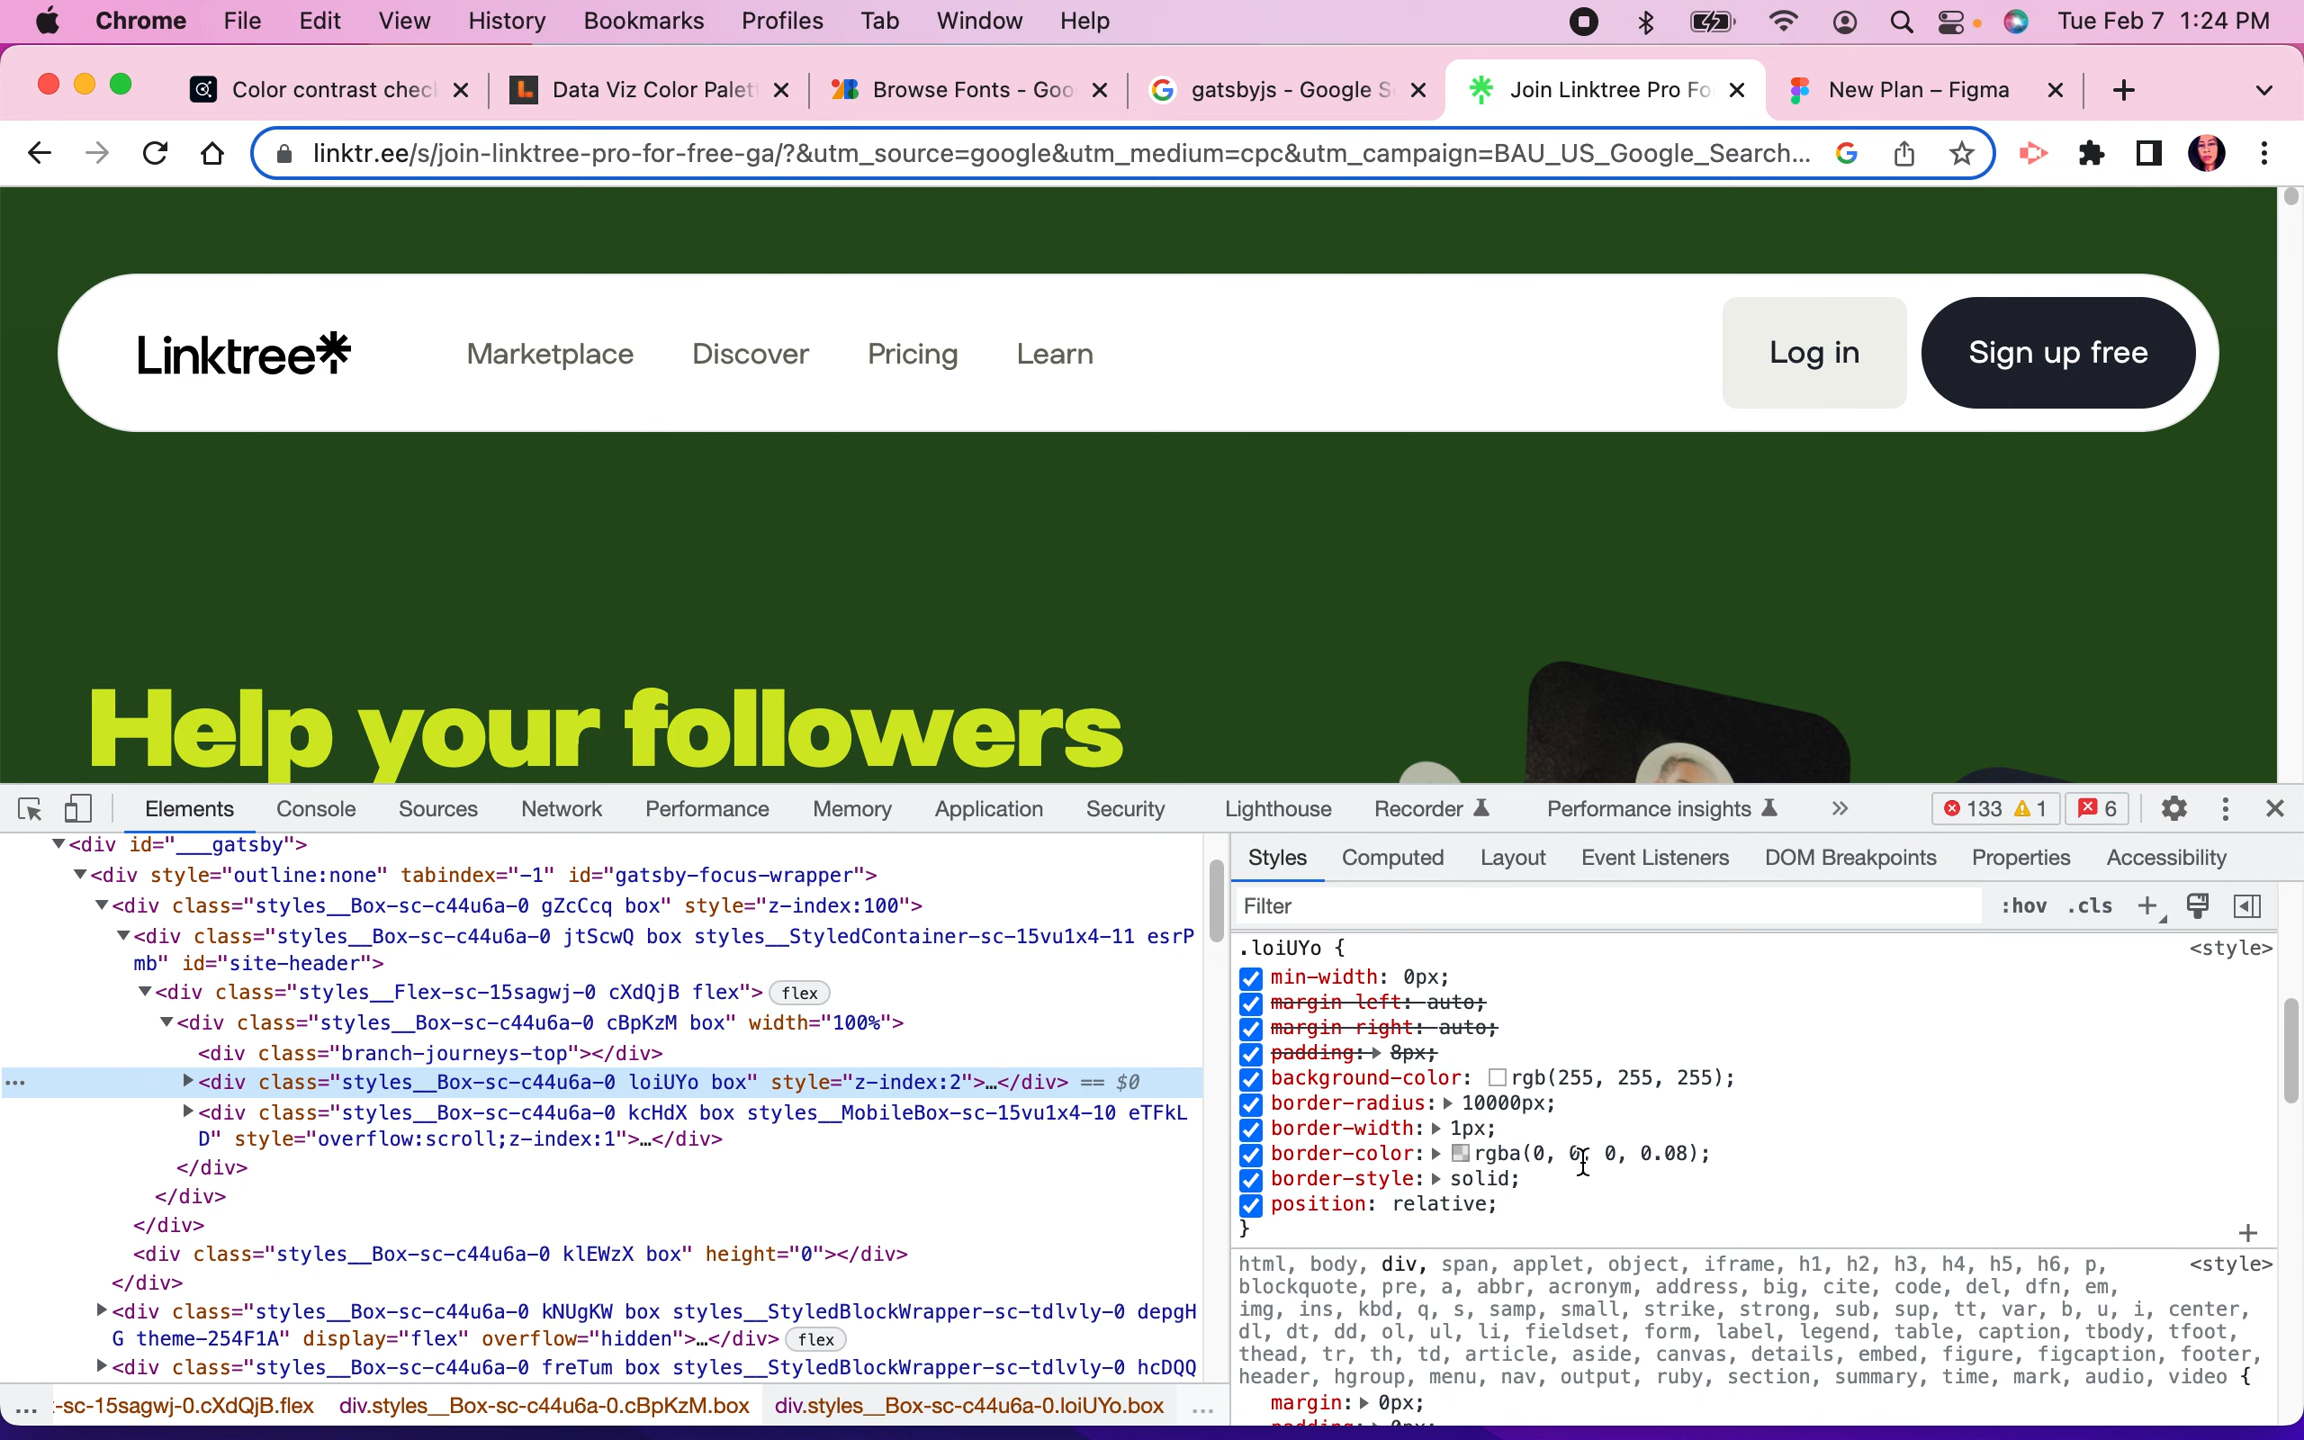 Chrome File Edit View History Bookmarks Profiles Tab Window Help Tue Feb 7 1:24 PM
Color contrast chec Data Viz Color Palet Browse Fonts - Goo gatsbyjs - Google S Join Linktree Pro Fo New Plan – Figma
linktr.ee/s/join-linktree-pro-for-free-ga/?&utm_source=google&utm_medium=cpc&utm_campaign=BAU_US_Google_Search...
Linktree* Marketplace Discover Pricing Learn Log in Sign up free
Help your followers
Elements Console Sources Network Performance Memory Application Security Lighthouse Recorder Performance insights » 133 1 6
<div id="___gatsby">
<div style="outline:none" tabindex="-1" id="gatsby-focus-wrapper">
<div class="styles__Box-sc-c44u6a-0 gZcCcq box" style="z-index:100">
<div class="styles__Box-sc-c44u6a-0 jtScwQ box styles__StyledContainer-sc-15vu1x4-11 esrP
mb" id="site-header">
<div class="styles__Flex-sc-15sagwj-0 cXdQjB flex"> flex
<div class="styles__Box-sc-c44u6a-0 cBpKzM box" width="100%">
<div class="branch-journeys-top"></div>
... <div class="styles__Box-sc-c44u6a-0 loiUYo box" style="z-index:2">…</div> == $0
<div class="styles__Box-sc-c44u6a-0 kcHdX box styles__MobileBox-sc-15vu1x4-10 eTFkL
D" style="overflow:scroll;z-index:1">…</div>
</div>
</div>
</div>
<div class="styles__Box-sc-c44u6a-0 klEWzX box" height="0"></div>
</div>
<div class="styles__Box-sc-c44u6a-0 kNUgKW box styles__StyledBlockWrapper-sc-tdlvly-0 depgH
G theme-254F1A" display="flex" overflow="hidden">…</div> flex
<div class="styles__Box-sc-c44u6a-0 freTum box styles__StyledBlockWrapper-sc-tdlvly-0 hcDQQ
... -sc-15sagwj-0.cXdQjB.flex div.styles__Box-sc-c44u6a-0.cBpKzM.box div.styles__Box-sc-c44u6a-0.loiUYo.box ...
Styles Computed Layout Event Listeners DOM Breakpoints Properties Accessibility
Filter :hov .cls +
.loiUYo { <style>
min-width: 0px;
margin-left: auto;
margin-right: auto;
padding: 8px;
background-color: rgb(255, 255, 255);
border-radius: 10000px;
border-width: 1px;
border-color: rgba(0, 0, 0, 0.08);
border-style: solid;
position: relative;
}
html, body, div, span, applet, object, iframe, h1, h2, h3, h4, h5, h6, p, <style>
blockquote, pre, a, abbr, acronym, address, big, cite, code, del, dfn, em,
img, ins, kbd, q, s, samp, small, strike, strong, sub, sup, tt, var, b, u, i, center,
dl, dt, dd, ol, ul, li, fieldset, form, label, legend, table, caption, tbody, tfoot,
thead, tr, th, td, article, aside, canvas, details, embed, figure, figcaption, footer,
header, hgroup, menu, nav, output, ruby, section, summary, time, mark, audio, video {
margin: 0px;
padding: 0px;